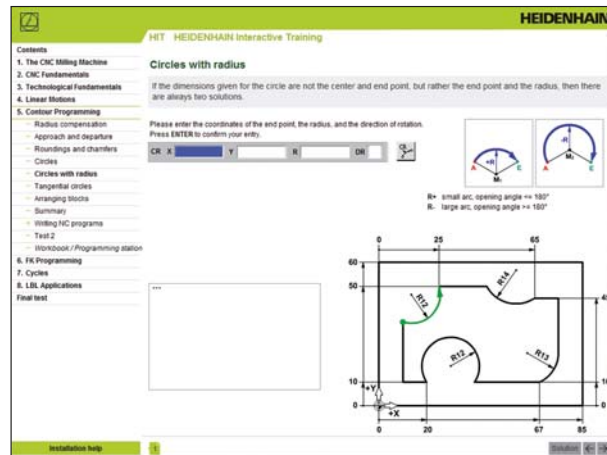 HEIDENHAIN
HIT HEIDENHAIN Interactive Training
Contents
1. The CNC Milling Machine
2. CNC Fundamentals
3. Technological Fundamentals
4. Linear Motions
5. Contour Programming
Radius compensation
Approach and departure
Roundings and chamfers
Circles
Circles with radius
Tangential circles
Arranging blocks
Summary
Writing NC programs
Test 2
Workbook / Programming station
6. FK Programming
7. Cycles
8. LBL Applications
Final test
Installation help
Circles with radius
If the dimensions given for the circle are not the center and end point, but rather the end point and the radius, then there
are always two solutions.
Please enter the coordinates of the end point, the radius, and the direction of rotation.
Press ENTER to confirm your entry.
CR X Y R DR
CR
+R
A E
M₁
-R
M₂
A E
R+ small arc, opening angle <= 180°
R- large arc, opening angle >= 180°
...
0 25 65
60
50
R12
R14
45
R12
R13
10 10
+Y
0 0
+X
0 20 67 85
1
Solution